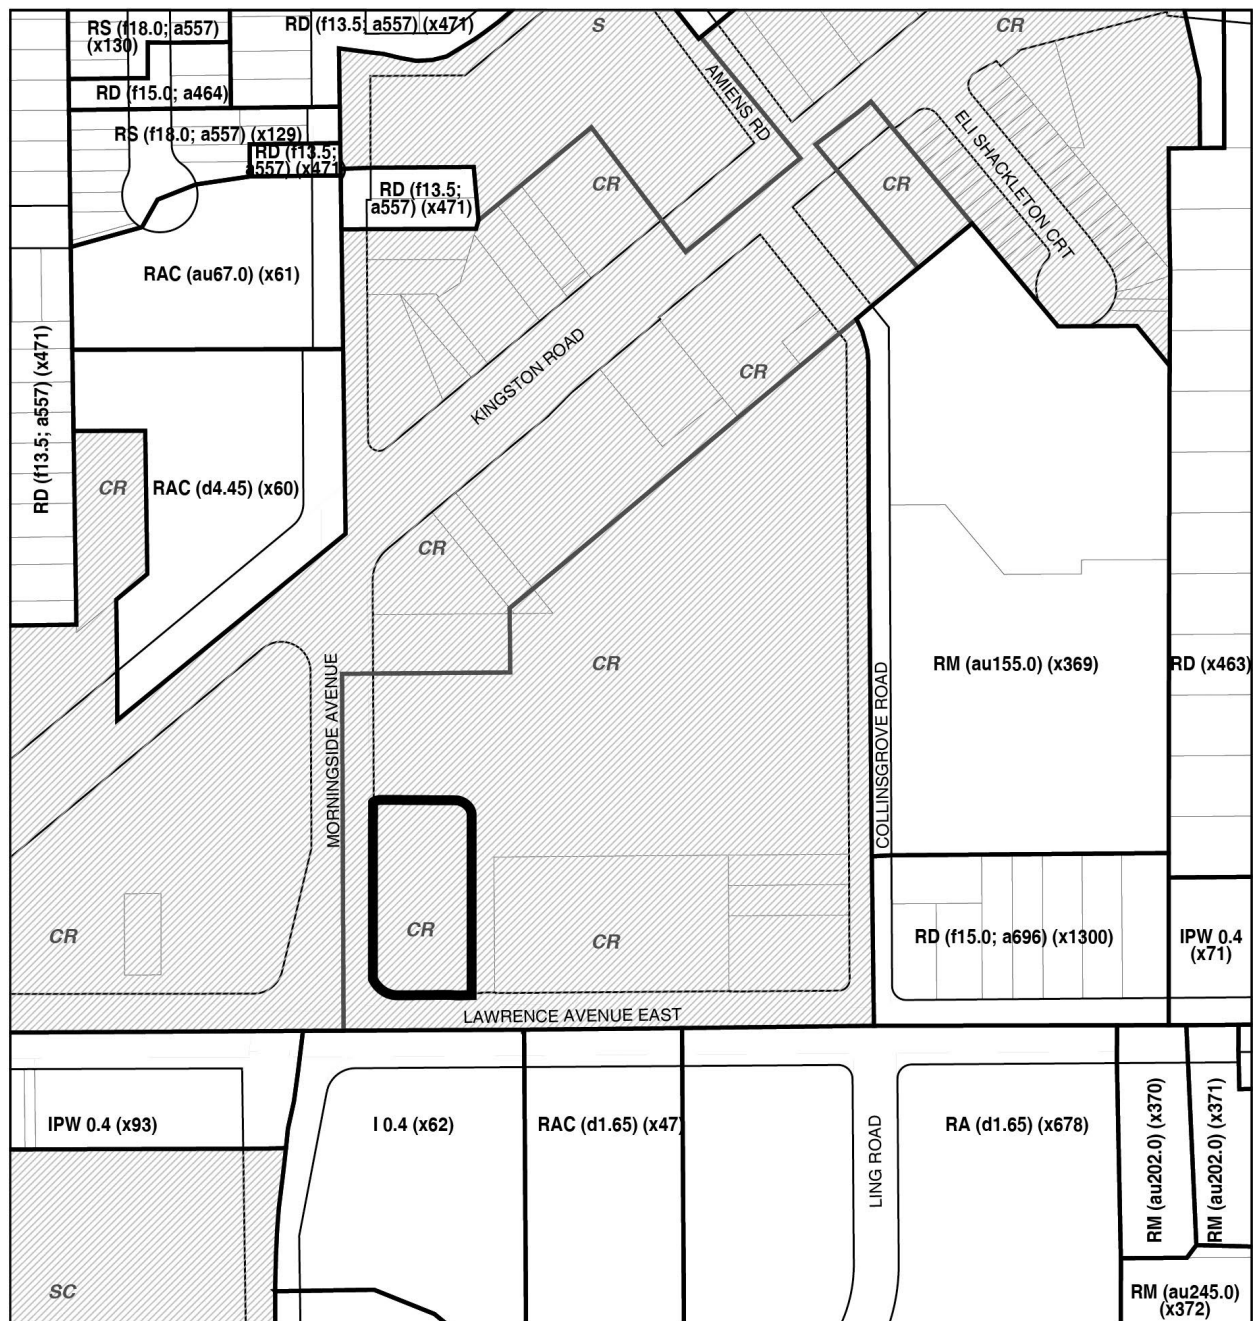 RS (f18.0; a557)
(x130)
RD (f13.5; a557) (x471)
S
CR
RD (f15.0; a464)
AMIENS RD
RS (f18.0; a557) (x129)
RD (f13.5;
a557) (x471)
RD (f13.5;
a557) (x471)
CR
CR
ELI SHACKLETON CRT
RAC (au67.0) (x61)
RD (f13.5; a557) (x471)
KINGSTON ROAD
CR
CR
RAC (d4.45) (x60)
CR
CR
MORNINGSIDE AVENUE
COLLINSGROVE ROAD
RM (au155.0) (x369)
RD (x463)
CR
CR
CR
RD (f15.0; a696) (x1300)
IPW 0.4
(x71)
LAWRENCE AVENUE EAST
IPW 0.4 (x93)
I 0.4 (x62)
RAC (d1.65) (x47)
LING ROAD
RA (d1.65) (x678)
RM (au202.0) (x370)
RM (au202.0) (x371)
SC
RM (au245.0)
(x372)